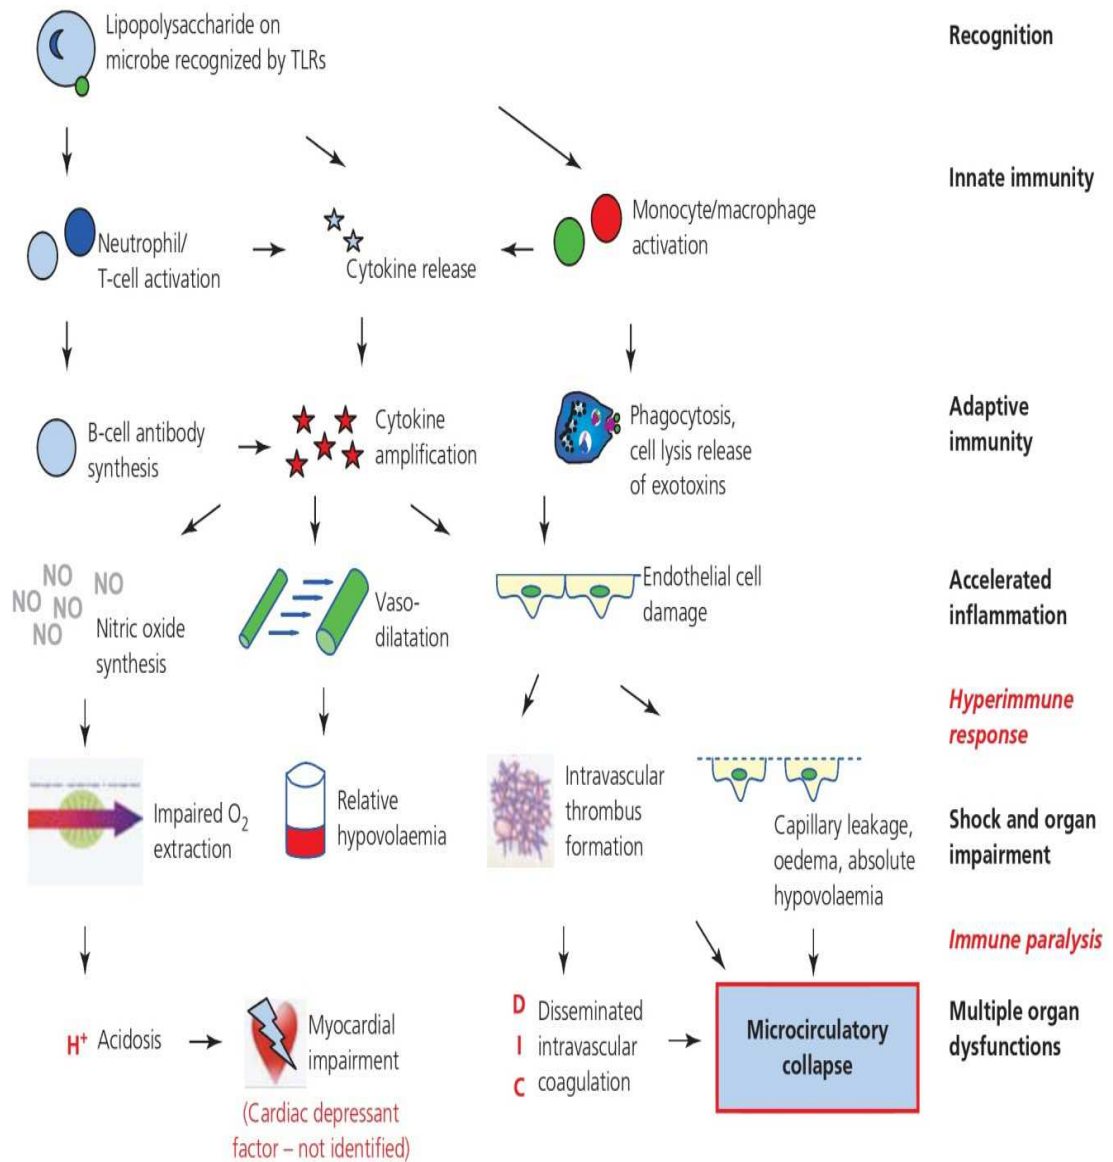 Lipopolysaccharide on
microbe recognized by TLRs
Recognition
Neutrophil/
T-cell activation
Cytokine release
Monocyte/macrophage
activation
Innate immunity
B-cell antibody
synthesis
Cytokine
amplification
Phagocytosis,
cell lysis release
of exotoxins
Adaptive
immunity
NO
NO
NO
NO
NO
Nitric oxide
synthesis
Vaso-
dilatation
Endothelial cell
damage
Accelerated
inflammation
Hyperimmune
response
Impaired O2
extraction
Relative
hypovolaemia
Intravascular
thrombus
formation
Capillary leakage,
oedema, absolute
hypovolaemia
Shock and organ
impairment
Immune paralysis
H+ Acidosis
Myocardial
impairment
(Cardiac depressant
factor – not identified)
D Disseminated
I intravascular
C coagulation
Microcirculatory
collapse
Multiple organ
dysfunctions